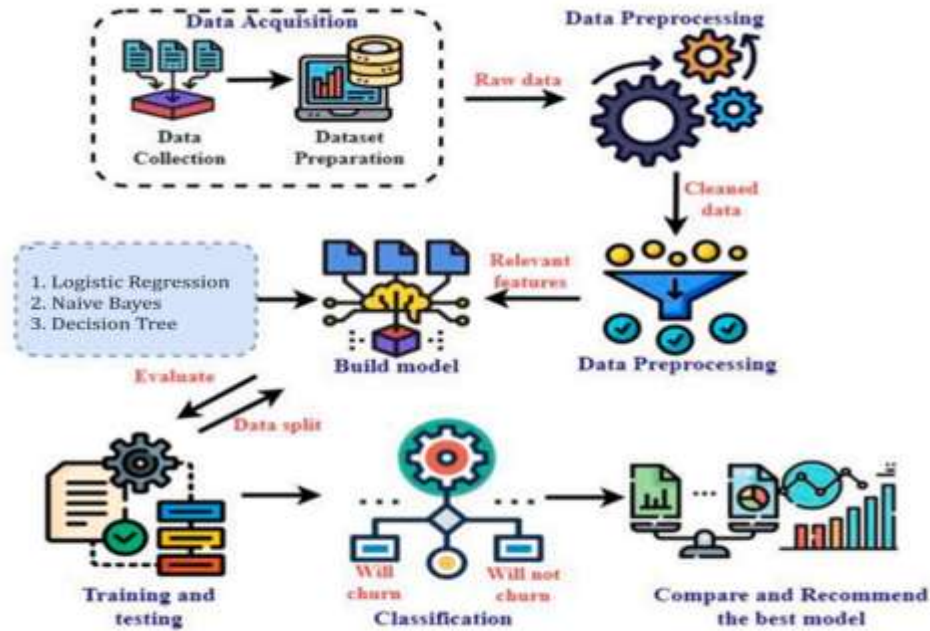 Data Acquisition
Data Preprocessing
Raw data
Data
Collection
Dataset
Preparation
Cleaned
data
1. Logistic Regression
2. Naive Bayes
3. Decision Tree
Relevant
features
Build model
Data Preprocessing
Evaluate
Data split
Will
churn
Will not
churn
Training and
testing
Classification
Compare and Recommend
the best model